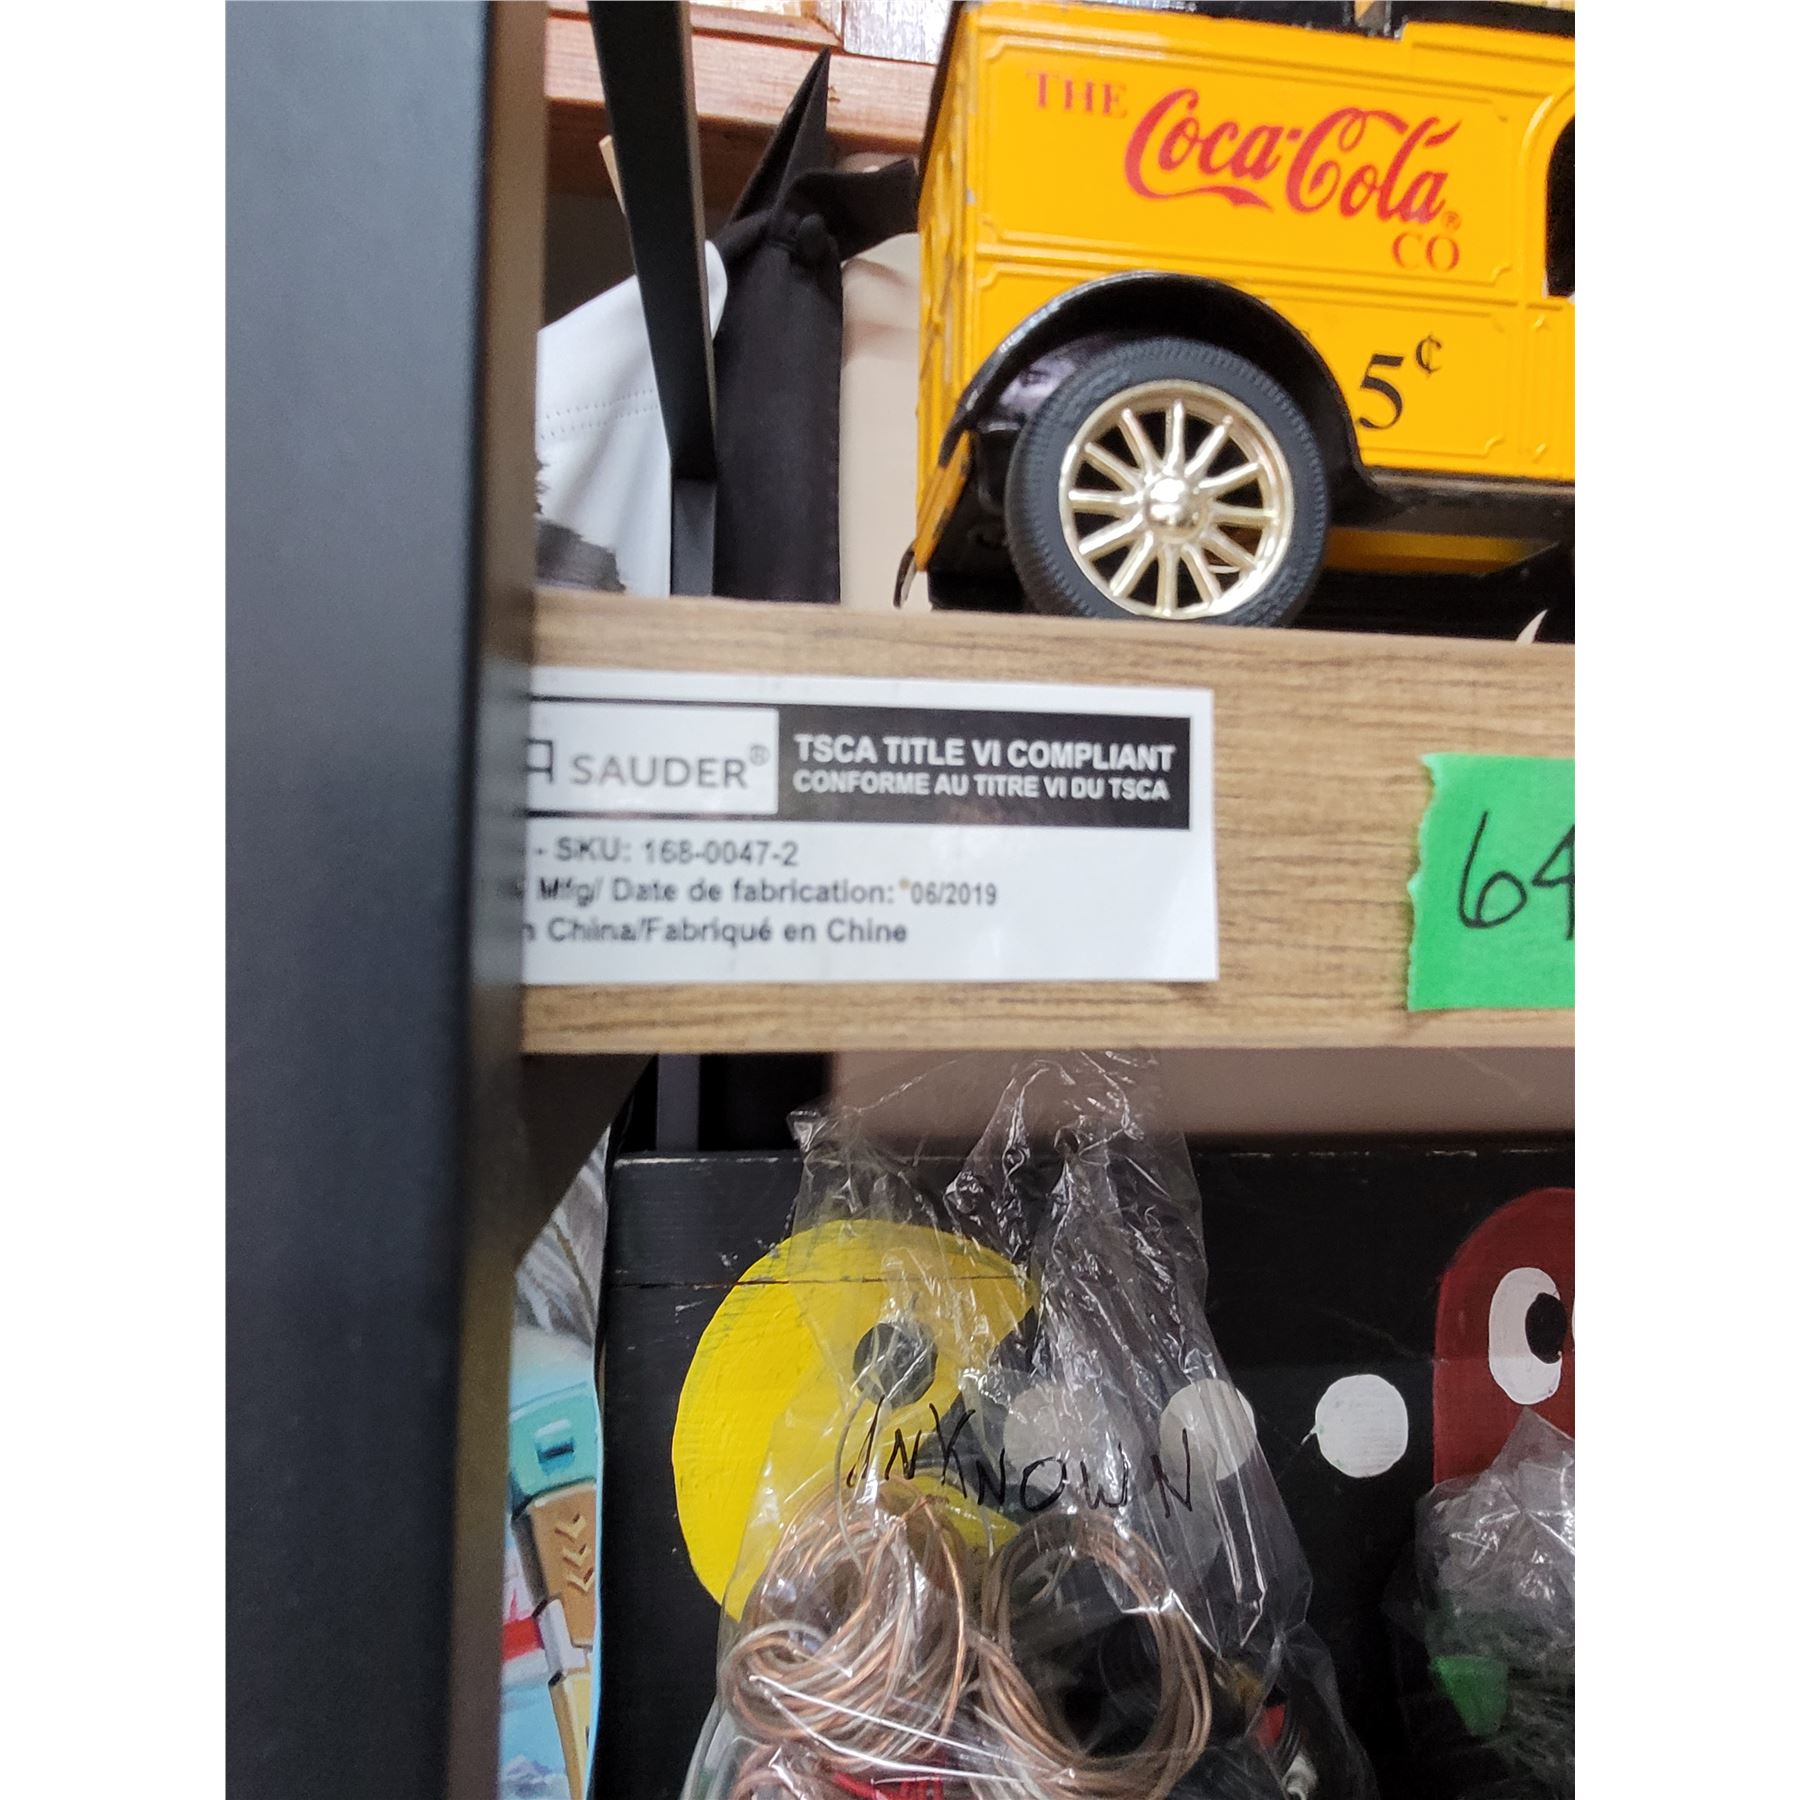 THE Coca-Cola®
CO
5¢
SAUDER®
TSCA TITLE VI COMPLIANT
CONFORME AU TITRE VI DU TSCA
- SKU: 168-0047-2
Mfg/ Date de fabrication: 06/2019
China/Fabriqué en Chine
64
UNKNOWN